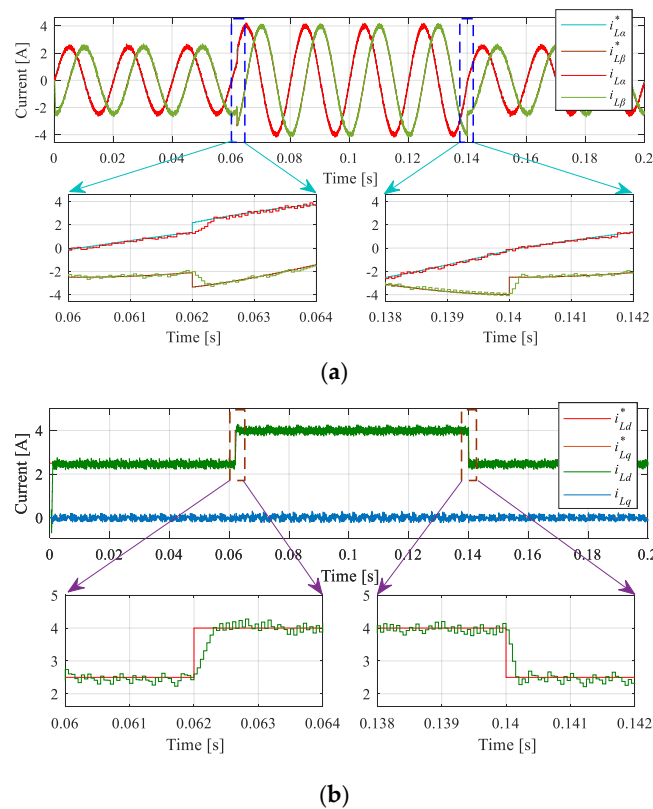 4
2
0
-2
-4
Current [A]
0 0.02 0.04 0.06 0.08 0.1 0.12 0.14 0.16 0.18 0.2
Time [s]
i*Lα
i*Lβ
iLα
iLβ
4
2
0
-2
-4
0.06 0.061 0.062 0.063 0.064
Time [s]
4
2
0
-2
-4
0.138 0.139 0.14 0.141 0.142
Time [s]
(a)
4
2
0
Current [A]
0 0.02 0.04 0.06 0.08 0.1 0.12 0.14 0.16 0.18 0.2
Time [s]
i*Ld
i*Lq
iLd
iLq
5
4
3
2
0.06 0.061 0.062 0.063 0.064
Time [s]
5
4
3
2
0.138 0.139 0.14 0.141 0.142
Time [s]
(b)